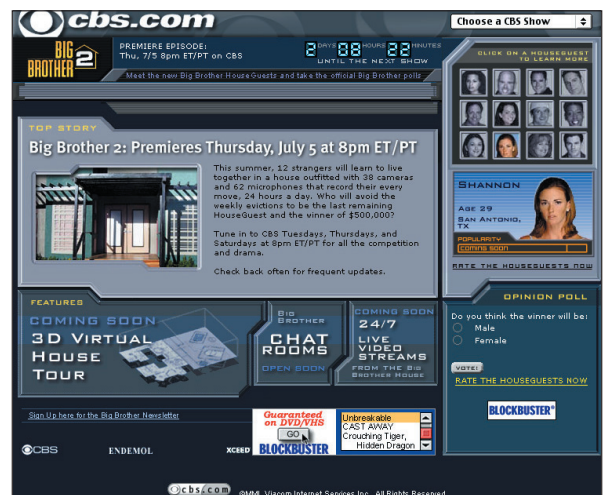 cbs.com
Choose a CBS Show
BIG BROTHER 2
PREMIERE EPISODE:
Thu, 7/5 8pm ET/PT on CBS
2 DAYS 08 HOURS 22 MINUTES
UNTIL THE NEXT SHOW
Meet the new Big Brother HouseGuests and take the official Big Brother polls
CLICK ON A HOUSEGUEST
TO LEARN MORE
TOP STORY
Big Brother 2: Premieres Thursday, July 5 at 8pm ET/PT
This summer, 12 strangers will learn to live
together in a house outfitted with 38 cameras
and 62 microphones that record their every
move, 24 hours a day. Who will avoid the
weekly evictions to be the last remaining
HouseGuest and the winner of $500,000?
Tune in to CBS Tuesdays, Thursdays, and
Saturdays at 8pm ET/PT for all the competition
and drama.
Check back often for frequent updates.
SHANNON
AGE 29
SAN ANTONIO,
TX
POPULARITY
COMING SOON
RATE THE HOUSEGUESTS NOW
FEATURES
COMING SOON
3D VIRTUAL
HOUSE
TOUR
BIG
BROTHER
CHAT
ROOMS
OPEN SOON
COMING SOON
24/7
LIVE
VIDEO
STREAMS
FROM THE BIG
BROTHER HOUSE
OPINION POLL
Do you think the winner will be:
Male
Female
VOTE!
RATE THE HOUSEGUESTS NOW
BLOCKBUSTER
Sign Up here for the Big Brother Newsletter
CBS
ENDEMOL
XCEED
Guaranteed
on DVD/VHS
GO
BLOCKBUSTER
Unbreakable
CAST AWAY
Crouching Tiger,
Hidden Dragon
cbs.com
©MML Viacom Internet Services Inc. All Rights Reserved